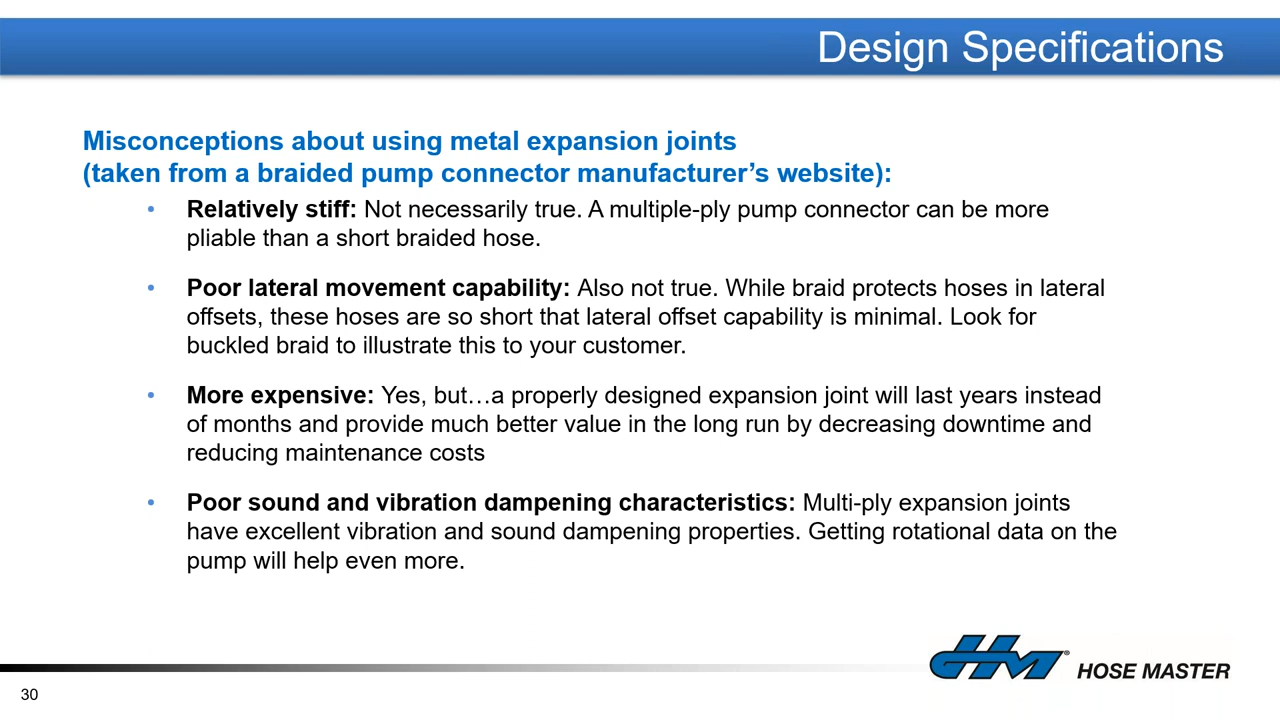 Design Specifications
Misconceptions about using metal expansion joints
(taken from a braided pump connector manufacturer’s website):
• Relatively stiff: Not necessarily true. A multiple-ply pump connector can be more
pliable than a short braided hose.
• Poor lateral movement capability: Also not true. While braid protects hoses in lateral
offsets, these hoses are so short that lateral offset capability is minimal. Look for
buckled braid to illustrate this to your customer.
• More expensive: Yes, but…a properly designed expansion joint will last years instead
of months and provide much better value in the long run by decreasing downtime and
reducing maintenance costs
• Poor sound and vibration dampening characteristics: Multi-ply expansion joints
have excellent vibration and sound dampening properties. Getting rotational data on the
pump will help even more.
HM® HOSE MASTER
30